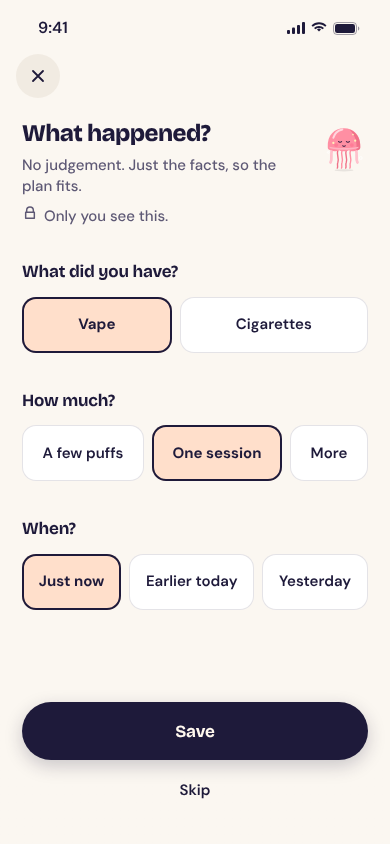 9:41
What happened?
No judgement. Just the facts, so the
plan fits.
Only you see this.
What did you have?
Vape
Cigarettes
How much?
A few puffs
One session
More
When?
Just now
Earlier today
Yesterday
Save
Skip